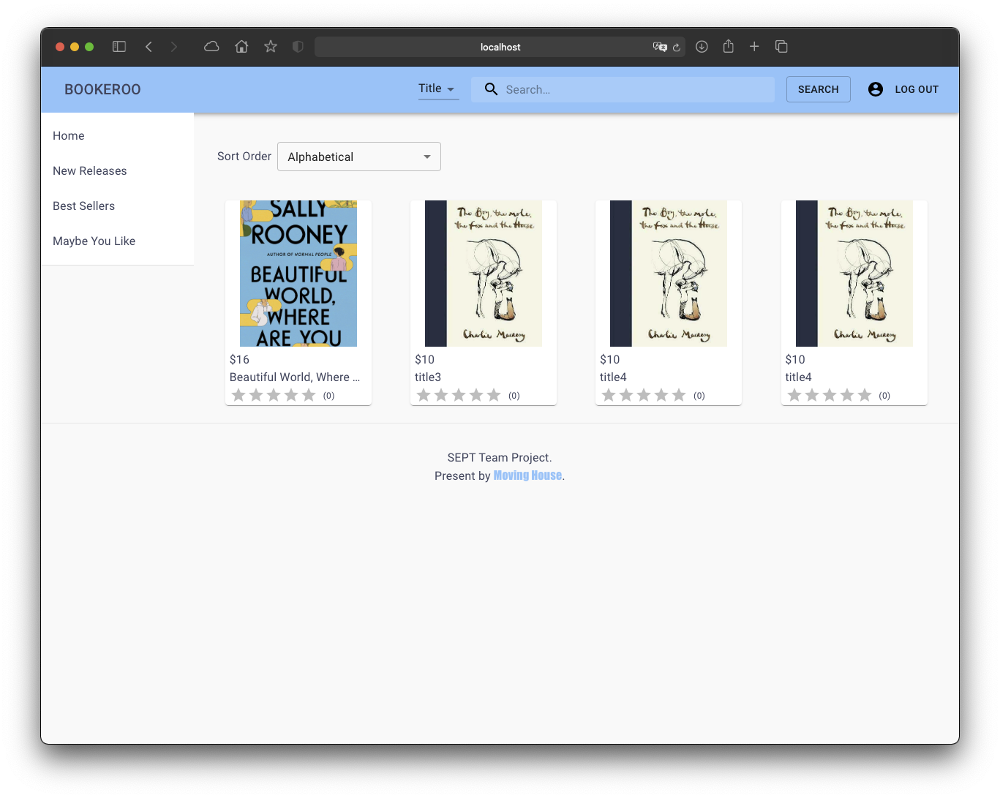 localhost
BOOKEROO
Title
Search...
SEARCH
LOG OUT
Home
New Releases
Best Sellers
Maybe You Like
Sort Order
Alphabetical
SALLY
ROONEY
AUTHOR OF NORMAL PEOPLE
BEAUTIFUL
WORLD,
WHERE
ARE YOU
$16
Beautiful World, Where ...
(0)
The Boy, the mole,
the fox and the Horse
Charlie Mackesy
$10
title3
(0)
The Boy, the mole,
the fox and the Horse
Charlie Mackesy
$10
title4
(0)
The Boy, the mole,
the fox and the Horse
Charlie Mackesy
$10
title4
(0)
SEPT Team Project.
Present by Moving House.